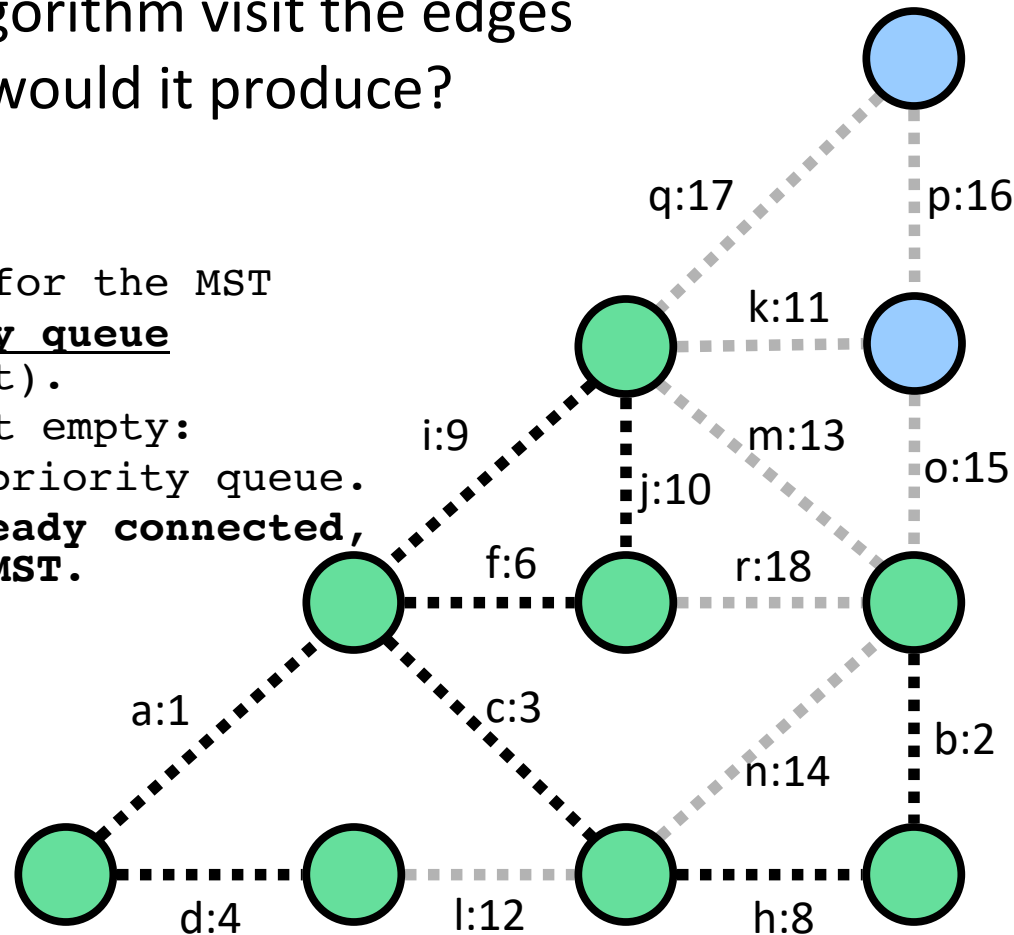 gorithm visit the edges
would it produce?
q:17
p:16
for the MST
y queue
k:11
t).
t empty:
i:9
m:13
priority queue.
o:15
j:10
eady connected,
f:6
r:18
MST.
a:1
c:3
b:2
n:14
d:4
l:12
h:8